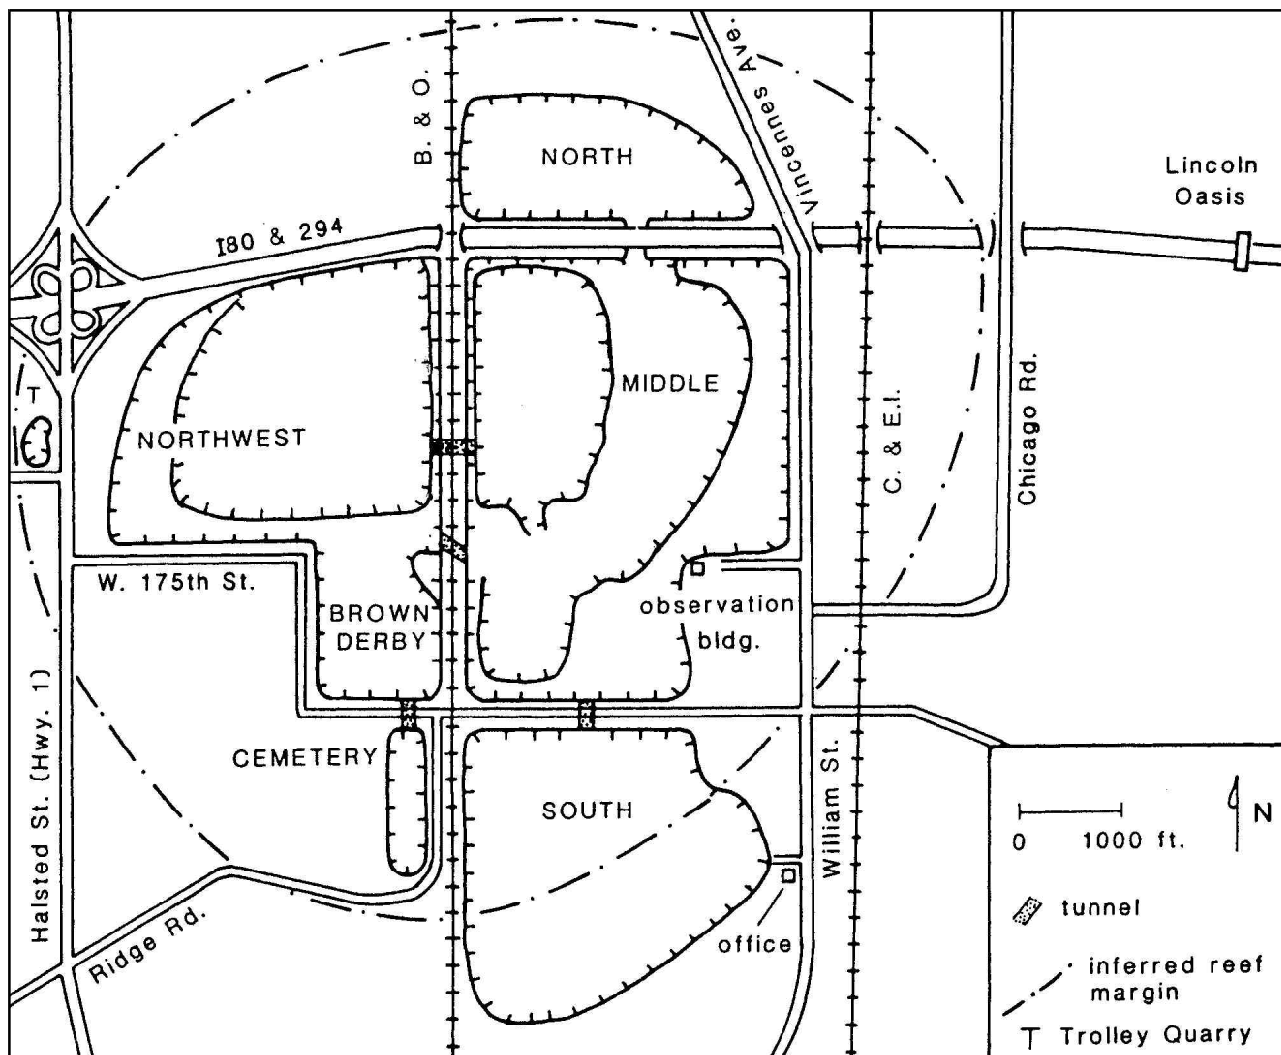 B. & O.
NORTH
Vincennes Ave.
Lincoln
Oasis
I80 & 294
T
NORTHWEST
MIDDLE
C. & E.I.
Chicago Rd.
W. 175th St.
BROWN
DERBY
observation
bldg.
Halsted St. (Hwy. 1)
CEMETERY
SOUTH
William St.
Ridge Rd.
office
0 1000 ft.
N
tunnel
inferred reef
margin
T Trolley Quarry